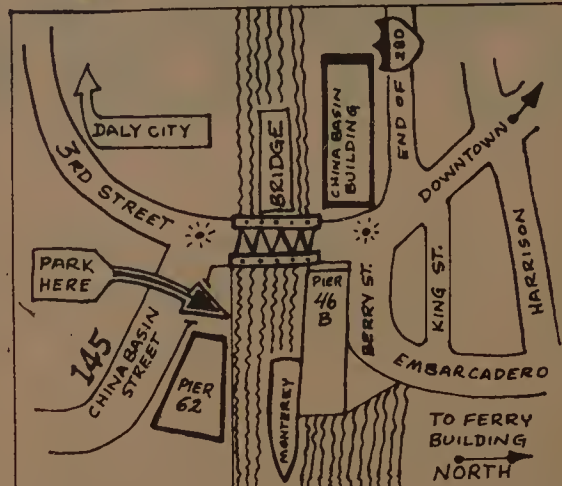 280
END OF
DALY CITY
BRIDGE
CHINA BASIN
BUILDING
DOWNTOWN
3RD STREET
PARK
HERE
PIER
46
B
BERRY ST.
KING ST.
HARRISON
145
CHINA BASIN
STREET
PIER
62
MONTEREY
EMBARCADERO
TO FERRY
BUILDING
NORTH